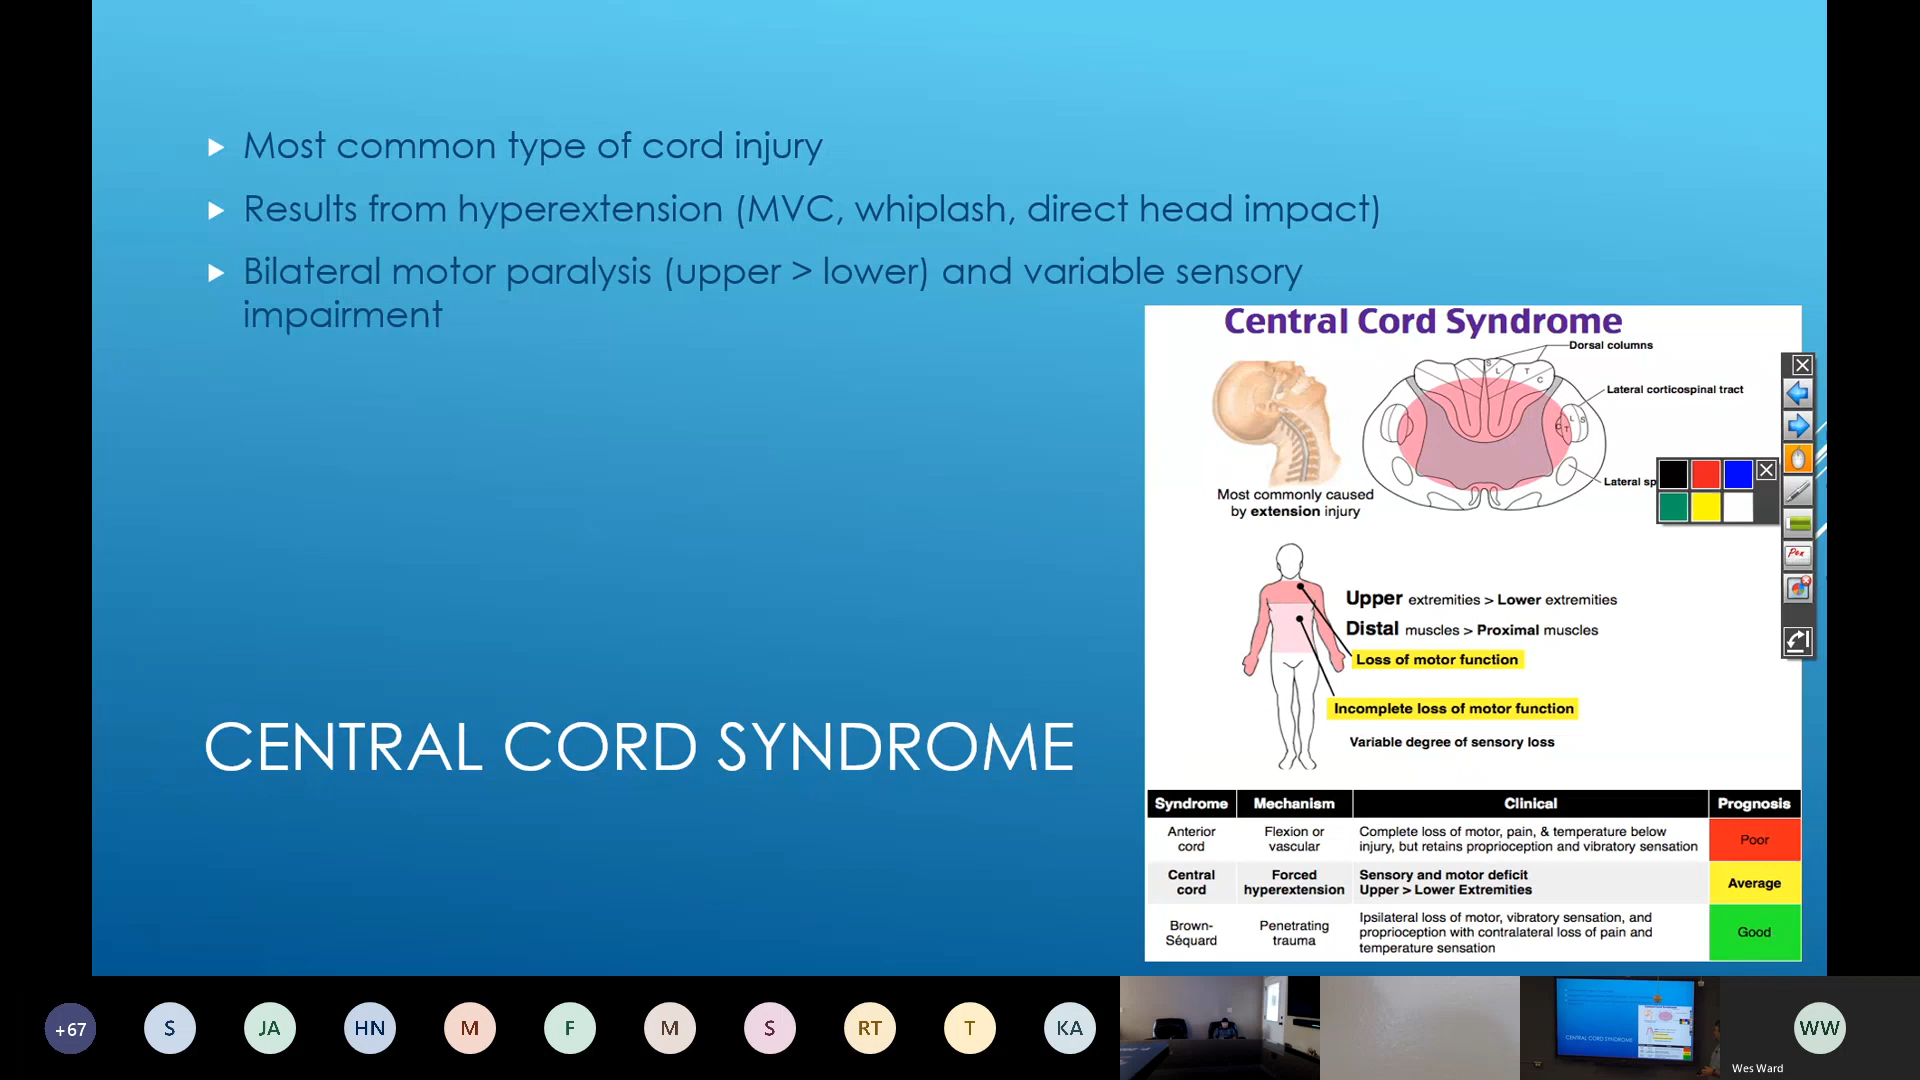 Most common type of cord injury
Results from hyperextension (MVC, whiplash, direct head impact)
Bilateral motor paralysis (upper > lower) and variable sensory
impairment
CENTRAL CORD SYNDROME
Central Cord Syndrome
Dorsal columns
S
L
T
C
Lateral corticospinal tract
C T L S
Lateral sp
Most commonly caused
by extension injury
Upper extremities > Lower extremities
Distal muscles > Proximal muscles
Loss of motor function
Incomplete loss of motor function
Variable degree of sensory loss
Syndrome Mechanism Clinical Prognosis
Anterior cord
Flexion or vascular
Complete loss of motor, pain, & temperature below
injury, but retains proprioception and vibratory sensation
Poor
Central cord
Forced hyperextension
Sensory and motor deficit
Upper > Lower Extremities
Average
Brown-
Séquard
Penetrating trauma
Ipsilateral loss of motor, vibratory sensation, and
proprioception with contralateral loss of pain and
temperature sensation
Good
Pen
+67 S JA HN M F M S RT T KA
CENTRAL CORD SYNDROME
WW
Wes Ward